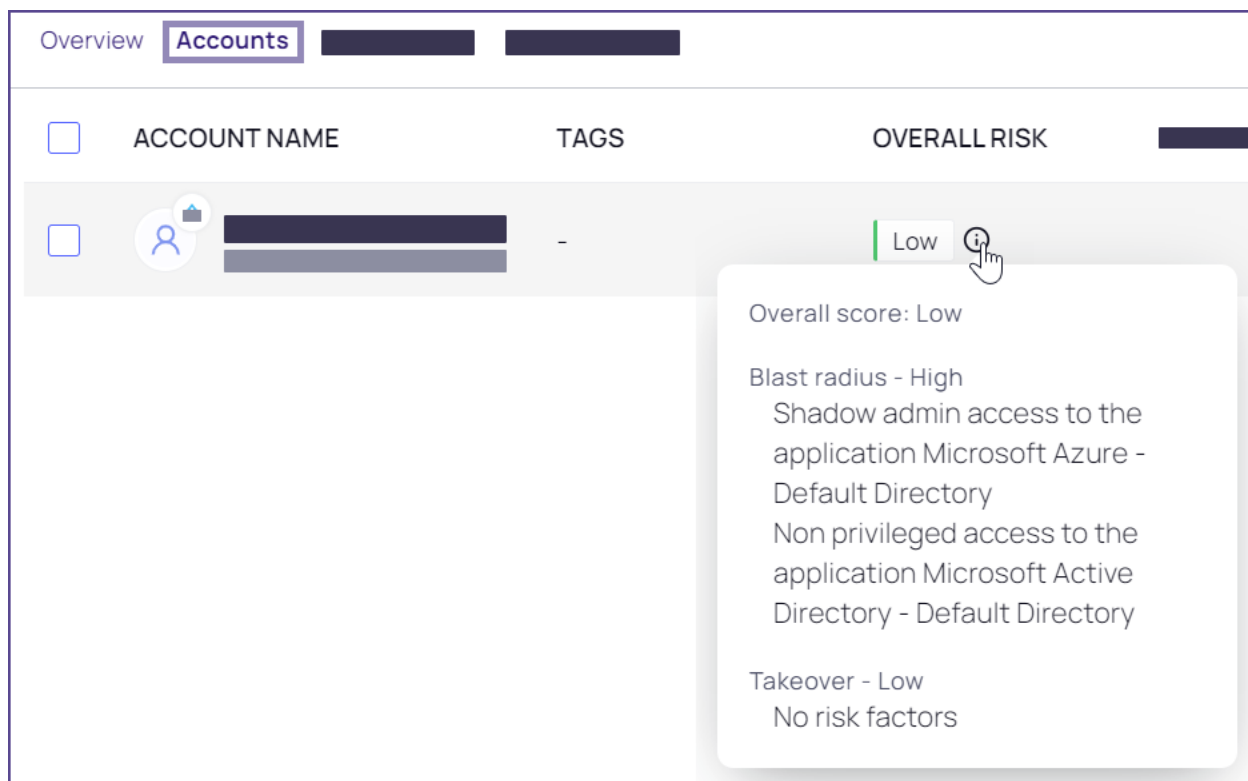 Overview Accounts
ACCOUNT NAME TAGS OVERALL RISK
- Low
Overall score: Low
Blast radius - High
Shadow admin access to the
application Microsoft Azure -
Default Directory
Non privileged access to the
application Microsoft Active
Directory - Default Directory
Takeover - Low
No risk factors